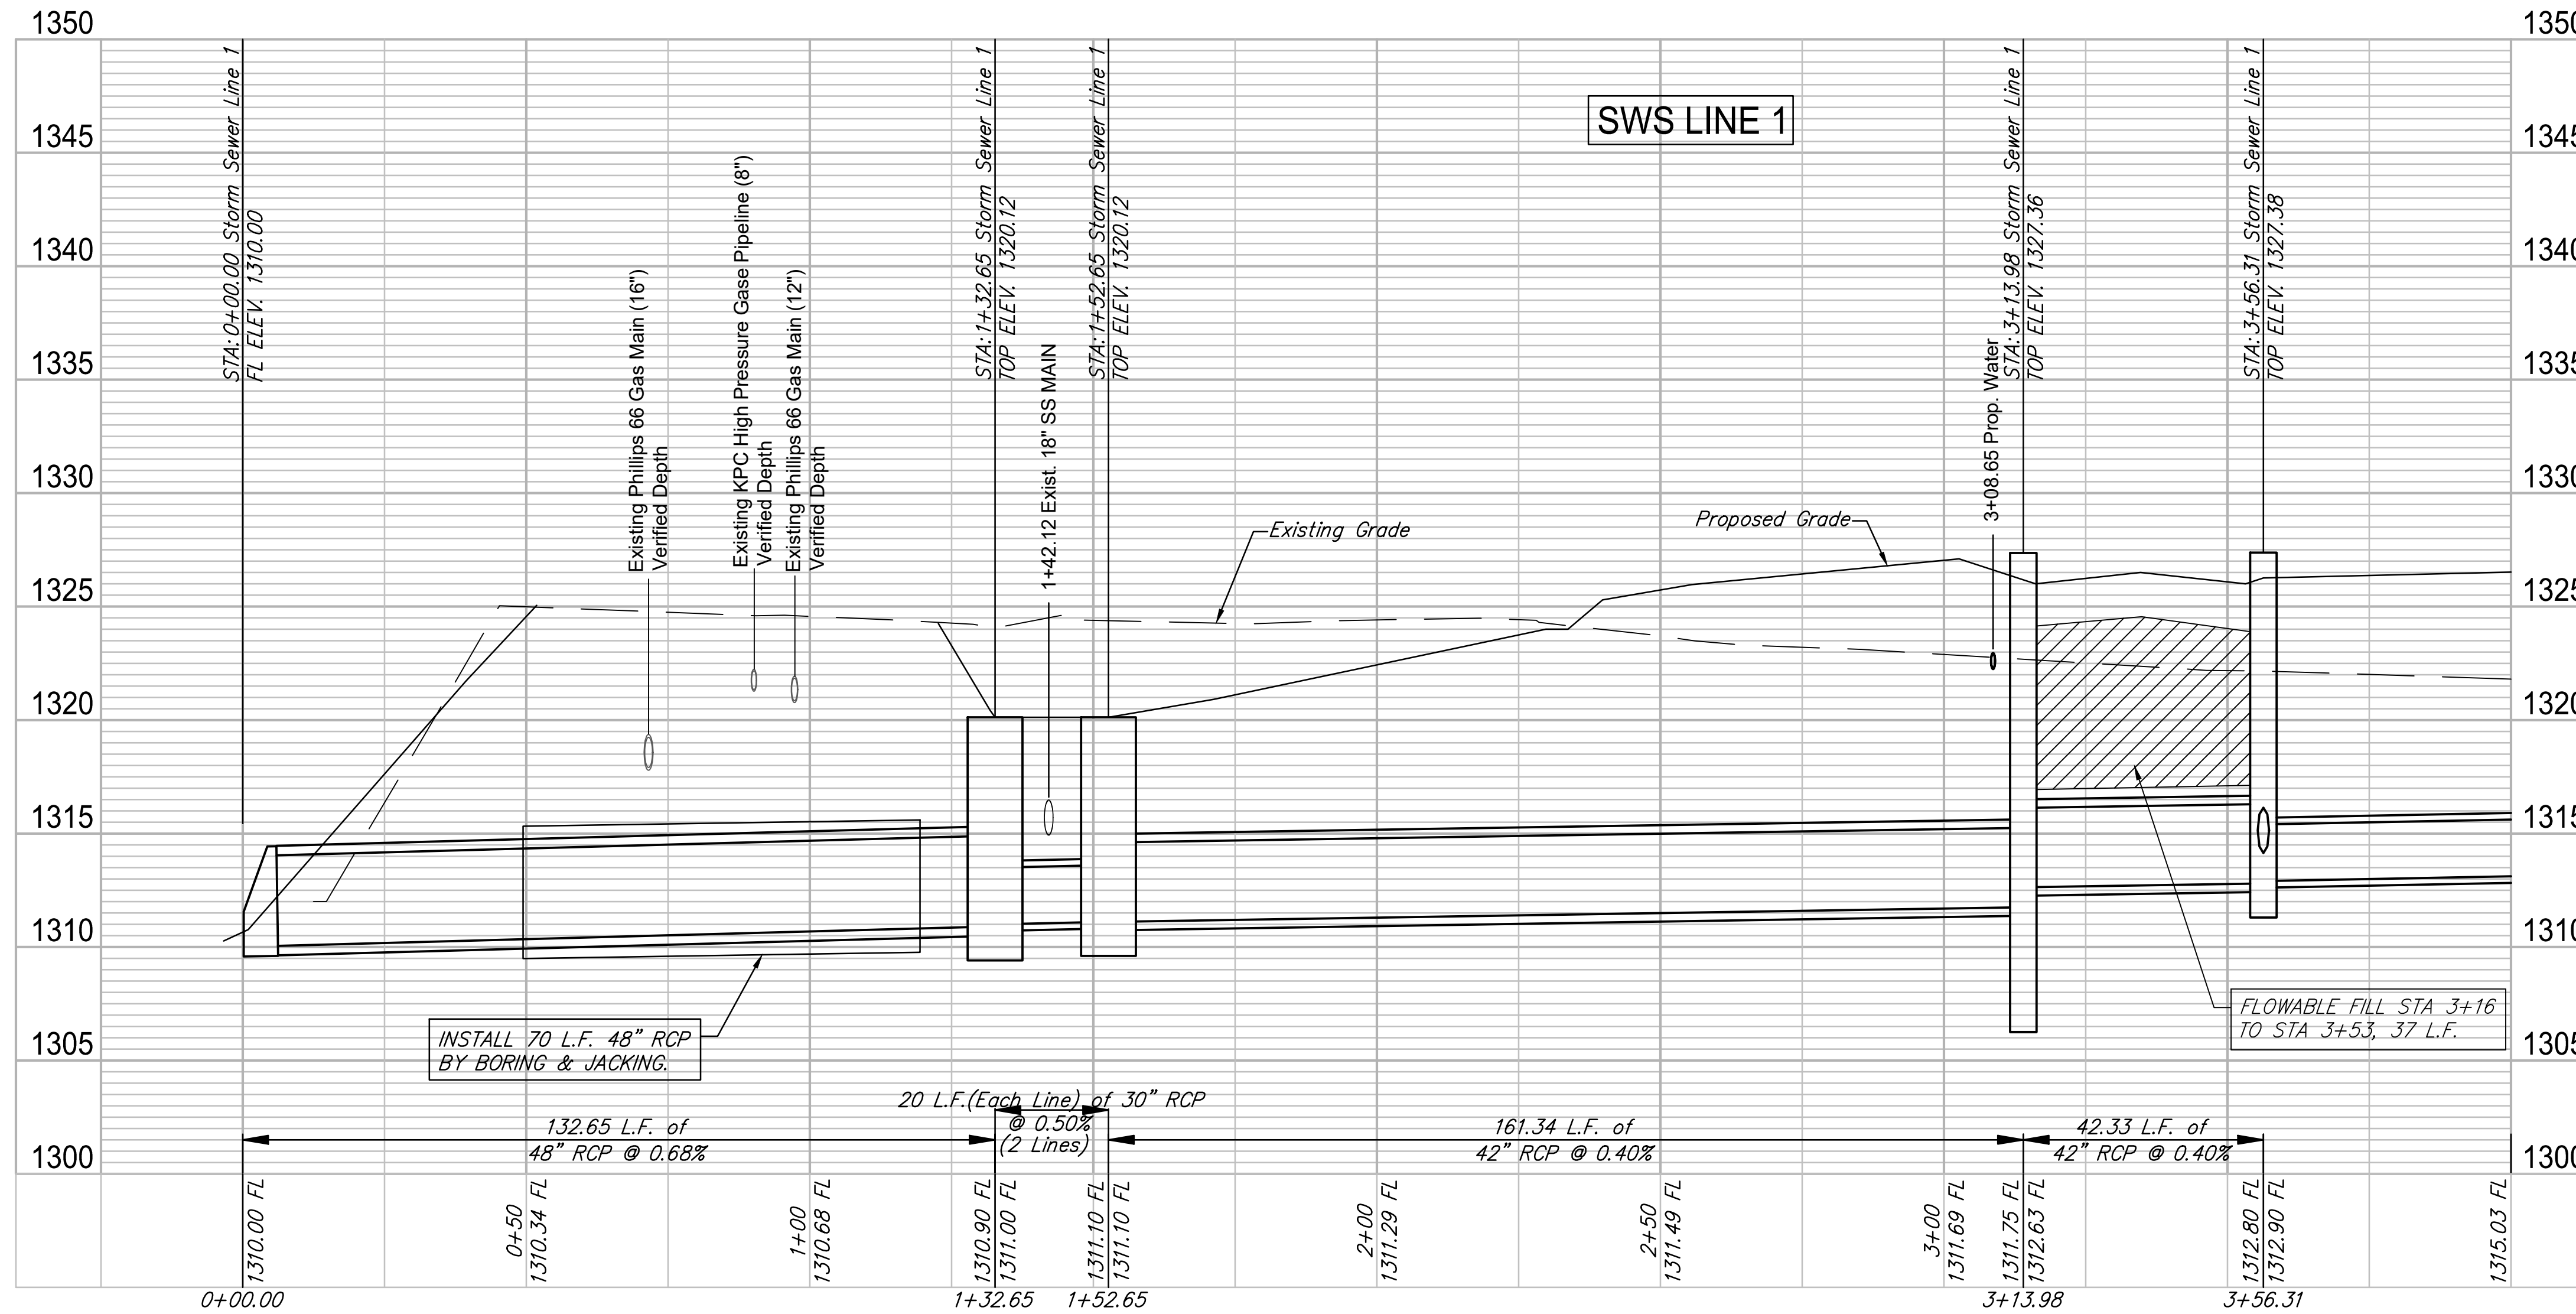 SWS LINE 1
1350
1345
1340
1335
1330
1325
1320
1315
1310
1305
1300
1350
1345
1340
1335
1330
1325
1320
1315
1310
1305
1300
STA: 0+00.00 Storm Sewer Line 1
FL ELEV. 1310.00
Existing Phillips 66 Gas Main (16")
Verified Depth
Existing KPC High Pressure Gase Pipeline (8")
Verified Depth
Existing Phillips 66 Gas Main (12")
Verified Depth
STA: 1+32.65 Storm Sewer Line 1
TOP ELEV. 1320.12
1+42.12 Exist. 18" SS MAIN
STA: 1+52.65 Storm Sewer Line 1
TOP ELEV. 1320.12
Existing Grade
Proposed Grade
3+08.65 Prop. Water
STA: 3+13.98 Storm Sewer Line 1
TOP ELEV. 1327.36
STA: 3+56.31 Storm Sewer Line 1
TOP ELEV. 1327.38
INSTALL 70 L.F. 48" RCP
BY BORING & JACKING.
FLOWABLE FILL STA 3+16
TO STA 3+53, 37 L.F.
132.65 L.F. of
48" RCP @ 0.68%
20 L.F.(Each Line) of 30" RCP
@ 0.50%
(2 Lines)
161.34 L.F. of
42" RCP @ 0.40%
42.33 L.F. of
42" RCP @ 0.40%
1310.00 FL
0+50
1310.34 FL
1+00
1310.68 FL
1310.90 FL
1311.00 FL
1311.10 FL
1311.10 FL
2+00
1311.29 FL
2+50
1311.49 FL
3+00
1311.69 FL
1311.75 FL
1312.63 FL
1312.80 FL
1312.90 FL
1315.03 FL
0+00.00
1+32.65
1+52.65
3+13.98
3+56.31